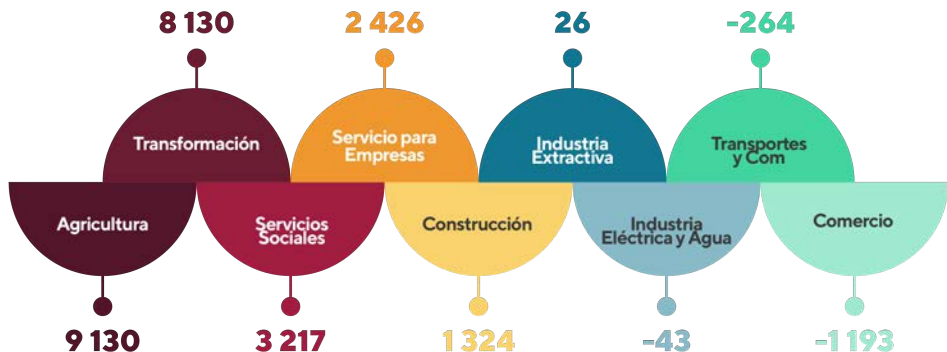 8 130
2 426
26
-264
Transformación
Servicio para
Empresas
Industria
Extractiva
Transportes
y Com
Agricultura
Servicios
Sociales
Construcción
Industria
Eléctrica y Agua
Comercio
9 130
3 217
1 324
-43
-1 193